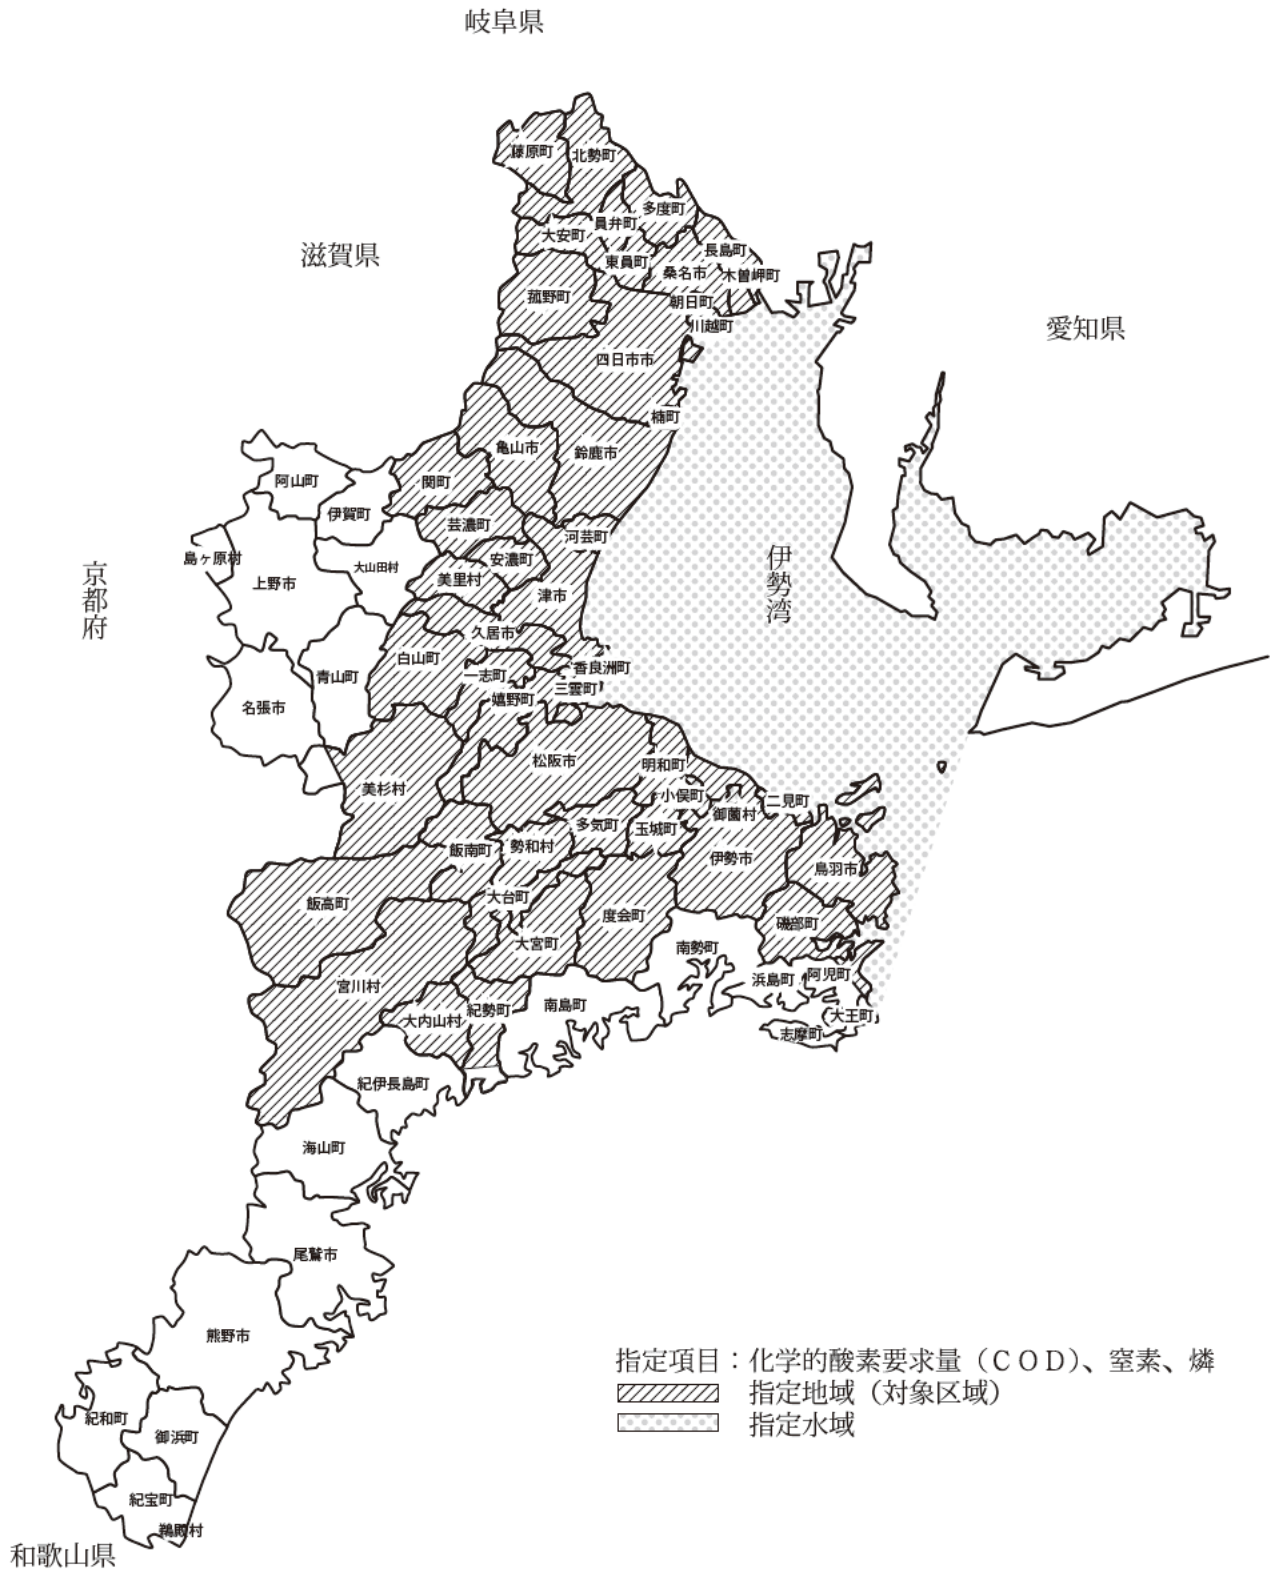 岐阜県
藤原町
北勢町
多度町
員弁町
大安町
長島町
滋賀県
東員町
桑名市
木曽岬町
菰野町
朝日町
川越町
愛知県
四日市市
楠町
亀山市
鈴鹿市
阿山町
関町
伊賀町
芸濃町
河芸町
島ヶ原村
安濃町
大山田村
美里村
上野市
伊勢湾
京都府
津市
久居市
白山町
香良洲町
一志町
青山町
三雲町
嬉野町
名張市
松阪市
明和町
美杉村
小俣町
二見町
御薗村
多気町
玉城町
飯南町
勢和村
伊勢市
鳥羽市
大台町
飯高町
度会町
磯部町
大宮町
南勢町
阿児町
浜島町
宮川村
南島町
紀勢町
大内山村
大王町
志摩町
紀伊長島町
海山町
尾鷲市
熊野市
紀和町
御浜町
紀宝町
鵜殿村
和歌山県
指定項目：化学的酸素要求量（ＣＯＤ）、窒素、燐
指定地域（対象区域）
指定水域